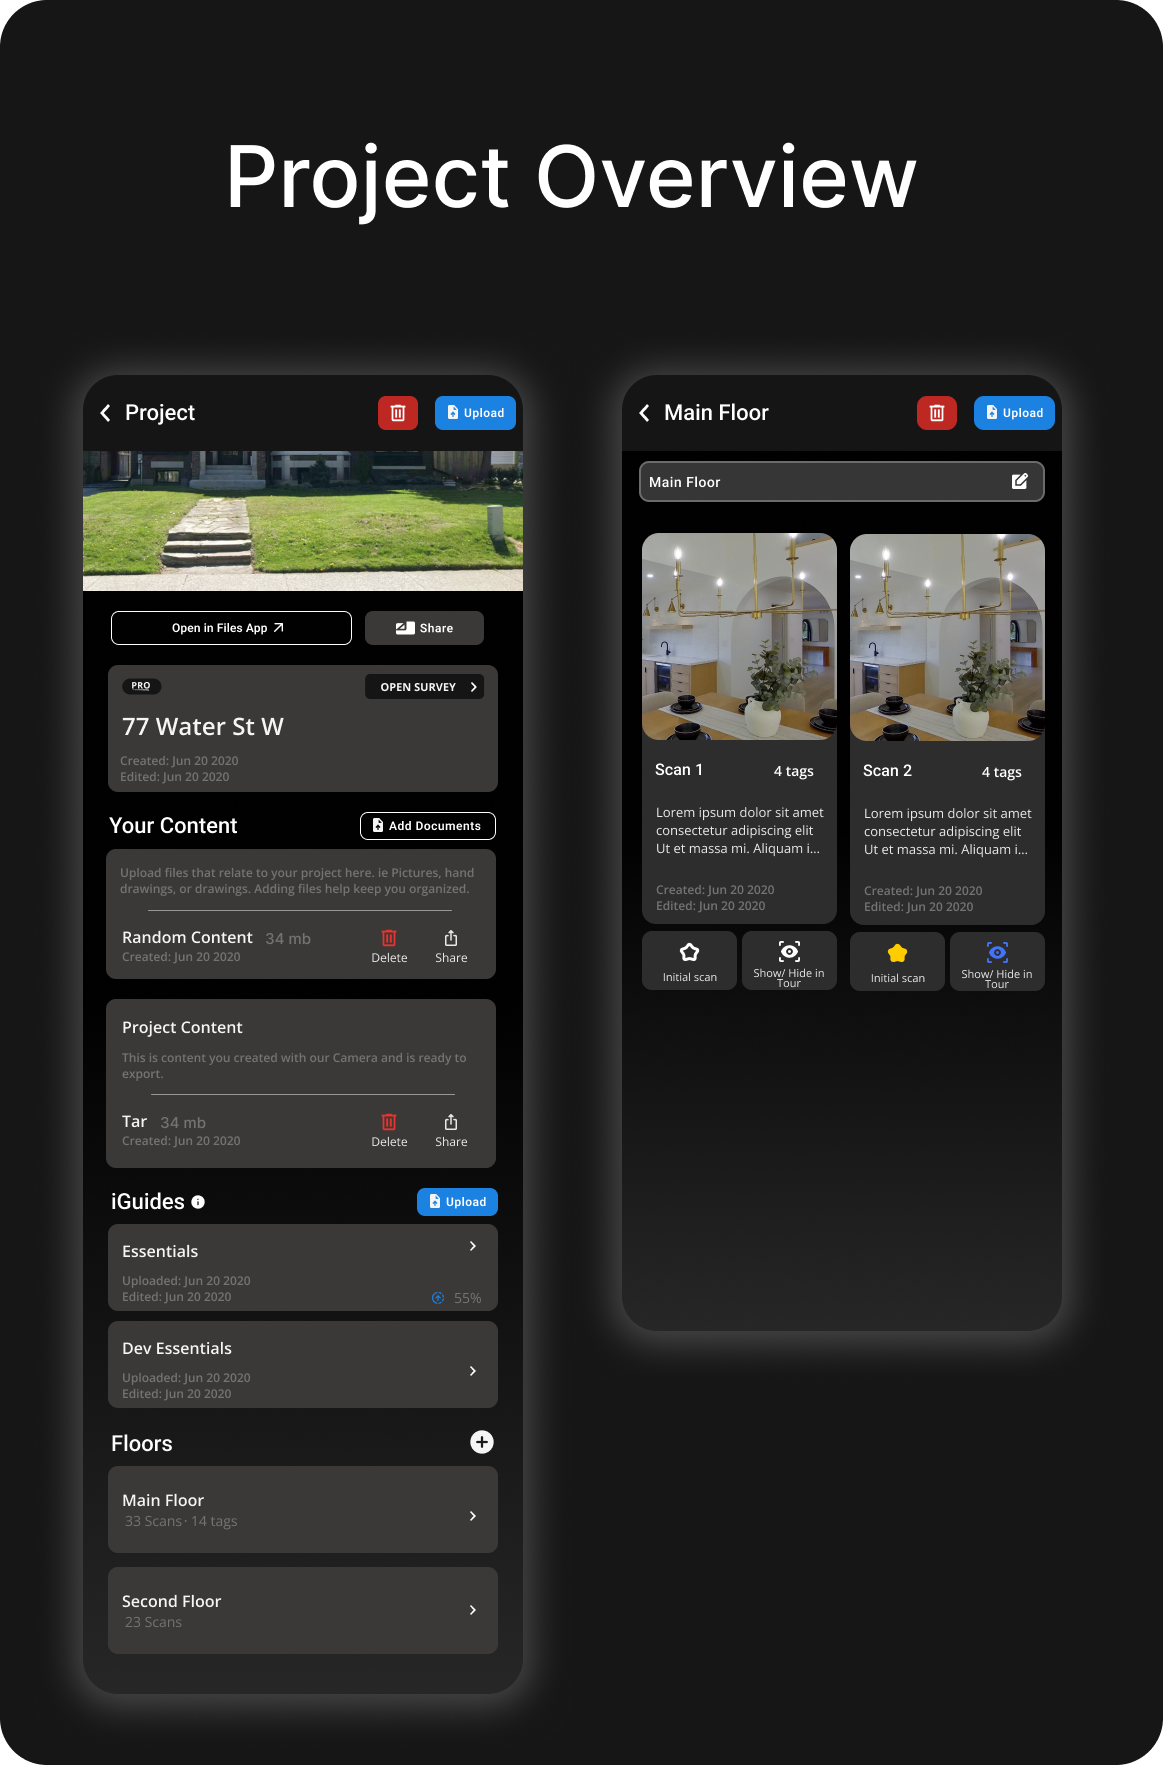 Project Overview
Project
Upload
Open in Files App
Share
PRO
OPEN SURVEY
77 Water St W
Created: Jun 20 2020
Edited: Jun 20 2020
Your Content
Add Documents
Upload files that relate to your project here. ie Pictures, hand
drawings, or drawings. Adding files help keep you organized.
Random Content 34 mb
Created: Jun 20 2020
Delete
Share
Project Content
This is content you created with our Camera and is ready to
export.
Tar 34 mb
Created: Jun 20 2020
Delete
Share
iGuides
Upload
Essentials
Uploaded: Jun 20 2020
Edited: Jun 20 2020
55%
Dev Essentials
Uploaded: Jun 20 2020
Edited: Jun 20 2020
Floors
Main Floor
33 Scans· 14 tags
Second Floor
23 Scans
Main Floor
Upload
Main Floor
Scan 1
4 tags
Lorem ipsum dolor sit amet
consectetur adipiscing elit
Ut et massa mi. Aliquam i...
Created: Jun 20 2020
Edited: Jun 20 2020
Initial scan
Show/ Hide in
Tour
Scan 2
4 tags
Lorem ipsum dolor sit amet
consectetur adipiscing elit
Ut et massa mi. Aliquam i...
Created: Jun 20 2020
Edited: Jun 20 2020
Initial scan
Show/ Hide in
Tour